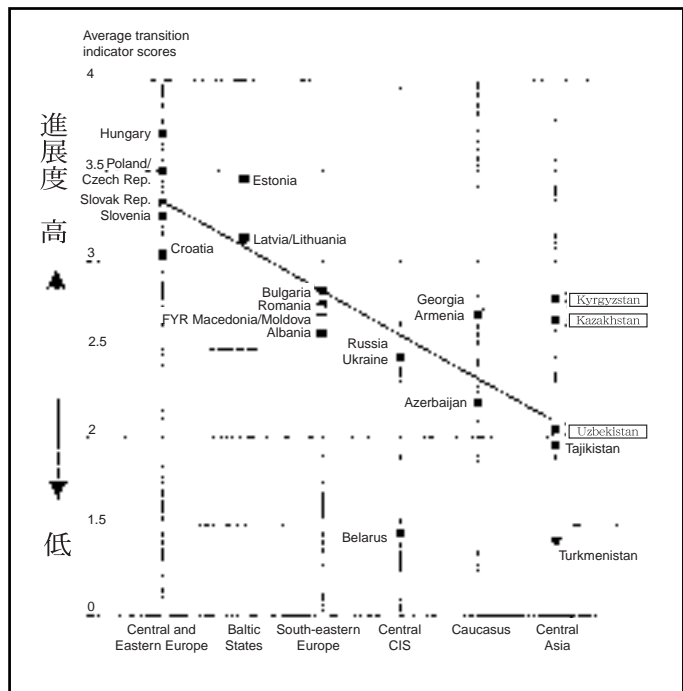 Average transition
indicator scores
4
進展度 高
Hungary
3.5
Poland/
Czech Rep.
Estonia
Slovak Rep.
Slovenia
Latvia/Lithuania
Croatia
3
Bulgaria
Romania
FYR Macedonia/Moldova
Albania
Georgia
Armenia
Kyrgyzstan
Kazakhstan
2.5
Russia
Ukraine
Azerbaijan
2
Uzbekistan
Tajikistan
1.5
低
Belarus
Turkmenistan
0
Central and
Eastern Europe
Baltic
States
South-eastern
Europe
Central
CIS
Caucasus
Central
Asia